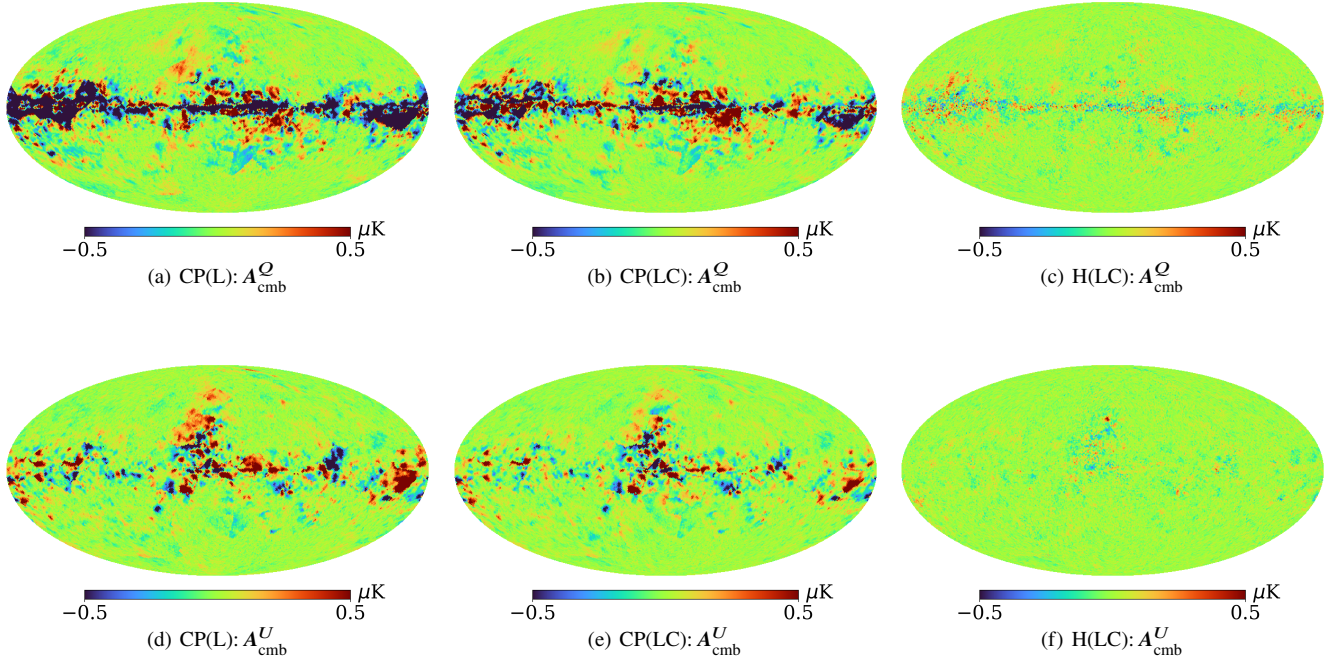 −0.5 0.5 μK −0.5 0.5 μK −0.5 0.5 μK
(a) CP(L): A^Q_cmb (b) CP(LC): A^Q_cmb (c) H(LC): A^Q_cmb
−0.5 0.5 μK −0.5 0.5 μK −0.5 0.5 μK
(d) CP(L): A^U_cmb (e) CP(LC): A^U_cmb (f) H(LC): A^U_cmb